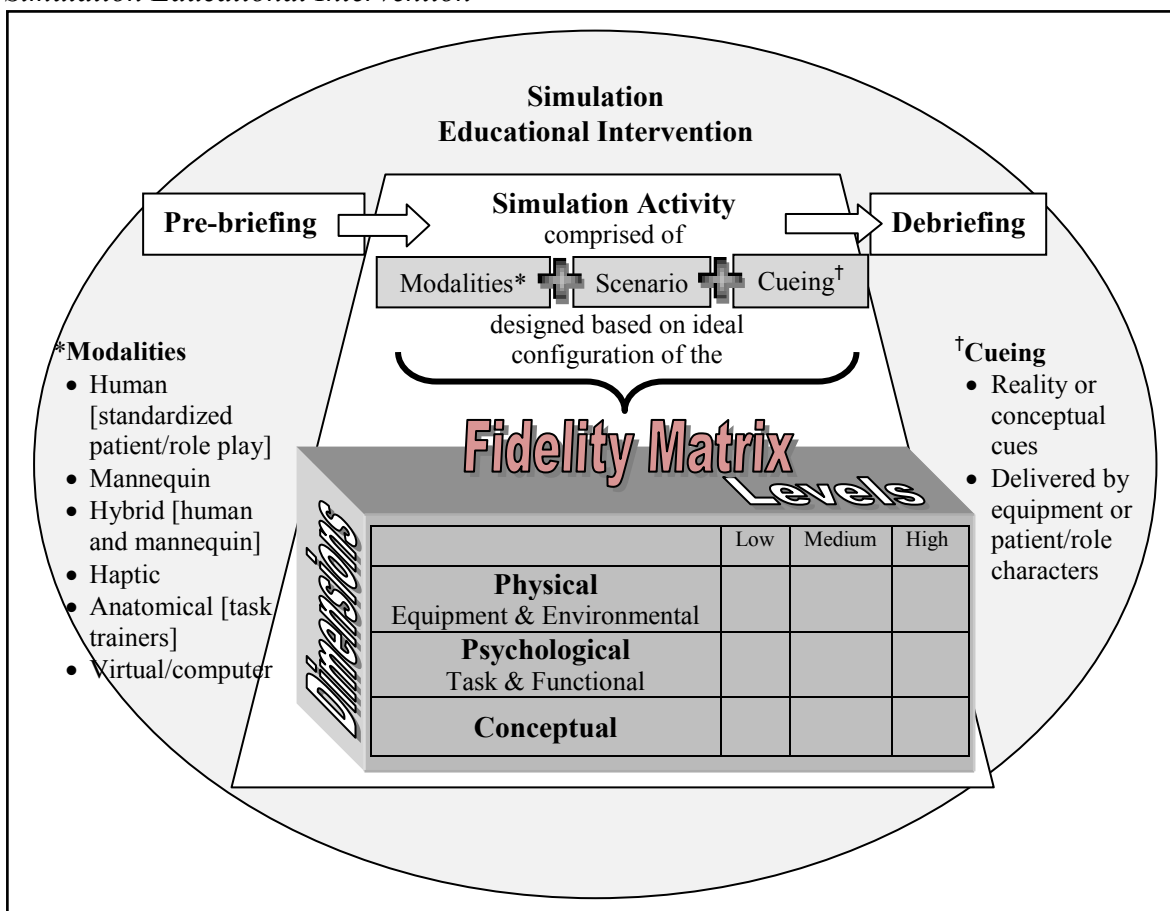 Simulation Educational Intervention
Simulation
Educational Intervention
Pre-briefing
Simulation Activity
comprised of
Debriefing
Modalities*
Scenario
Cueing†
designed based on ideal
configuration of the
*Modalities
• Human
[standardized
patient/role play]
• Mannequin
• Hybrid [human
and mannequin]
• Haptic
• Anatomical [task
trainers]
• Virtual/computer
†Cueing
• Reality or
conceptual
cues
• Delivered by
equipment or
patient/role
characters
Fidelity Matrix
Levels
Dimensions
Low Medium High
Physical
Equipment & Environmental
Psychological
Task & Functional
Conceptual